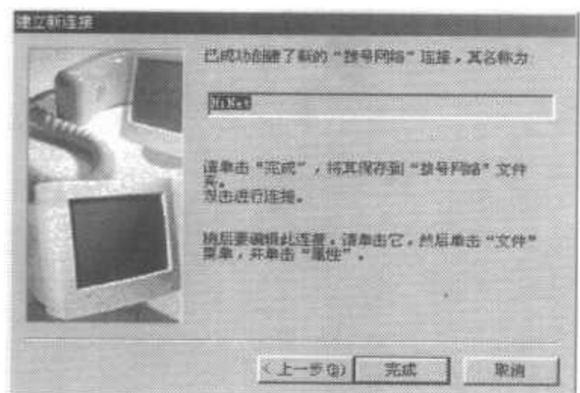 建立新连接
已成功创建了新的“拨号网络”连接，其名称为
请单击“完成”，将其保存到“拨号网络”文件
夹。
双击进行连接。
稍后要编辑此连接，请单击它，然后单击“文件”
菜单，并单击“属性”。
<上一步(B) 完成 取消